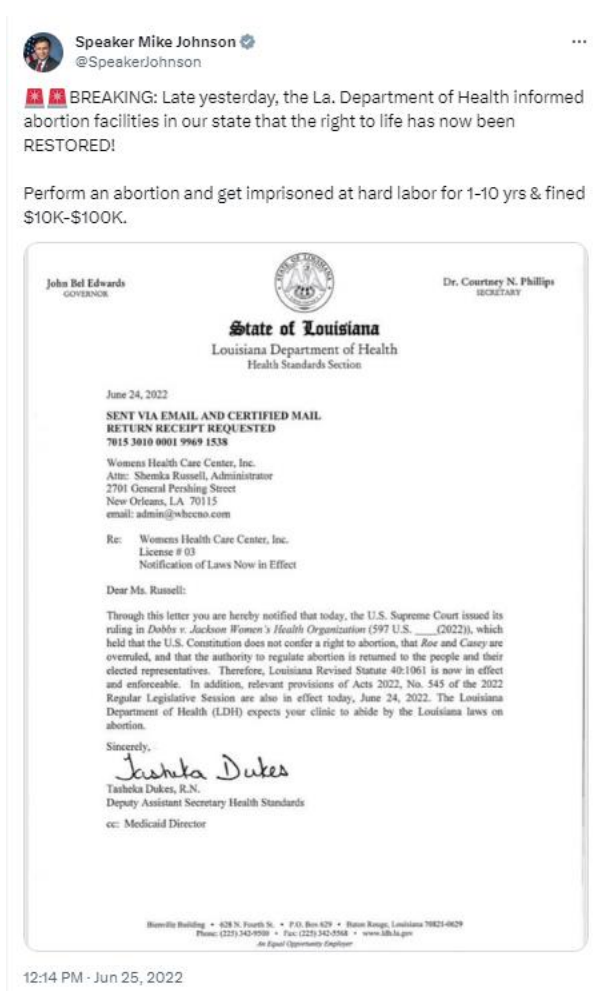 Speaker Mike Johnson
@SpeakerJohnson
BREAKING: Late yesterday, the La. Department of Health informed
abortion facilities in our state that the right to life has now been
RESTORED!
Perform an abortion and get imprisoned at hard labor for 1-10 yrs & fined
$10K-$100K.
John Bel Edwards
GOVERNOR
Dr. Courtney N. Phillips
SECRETARY
State of Louisiana
Louisiana Department of Health
Health Standards Section
June 24, 2022
SENT VIA EMAIL AND CERTIFIED MAIL
RETURN RECEIPT REQUESTED
7015 3010 0001 9969 1538
Womens Health Care Center, Inc.
Attn: Shemka Russell, Administrator
2701 General Pershing Street
New Orleans, LA 70115
email: admin@whccno.com
Re: Womens Health Care Center, Inc.
License # 03
Notification of Laws Now in Effect
Dear Ms. Russell:
Through this letter you are hereby notified that today, the U.S. Supreme Court issued its
ruling in Dobbs v. Jackson Women's Health Organization (597 U.S. ___(2022)), which
held that the U.S. Constitution does not confer a right to abortion, that Roe and Casey are
overruled, and that the authority to regulate abortion is returned to the people and their
elected representatives. Therefore, Louisiana Revised Statute 40:1061 is now in effect
and enforceable. In addition, relevant provisions of Acts 2022, No. 545 of the 2022
Regular Legislative Session are also in effect today, June 24, 2022. The Louisiana
Department of Health (LDH) expects your clinic to abide by the Louisiana laws on
abortion.
Sincerely,
Tasheka Dukes
Tasheka Dukes, R.N.
Deputy Assistant Secretary Health Standards
cc: Medicaid Director
Bienville Building • 628 N. Fourth St. • P.O. Box 629 • Baton Rouge, Louisiana 70821-0629
Phone: (225) 342-9500 • Fax: (225) 342-5568 • www.ldh.la.gov
An Equal Opportunity Employer
12:14 PM · Jun 25, 2022